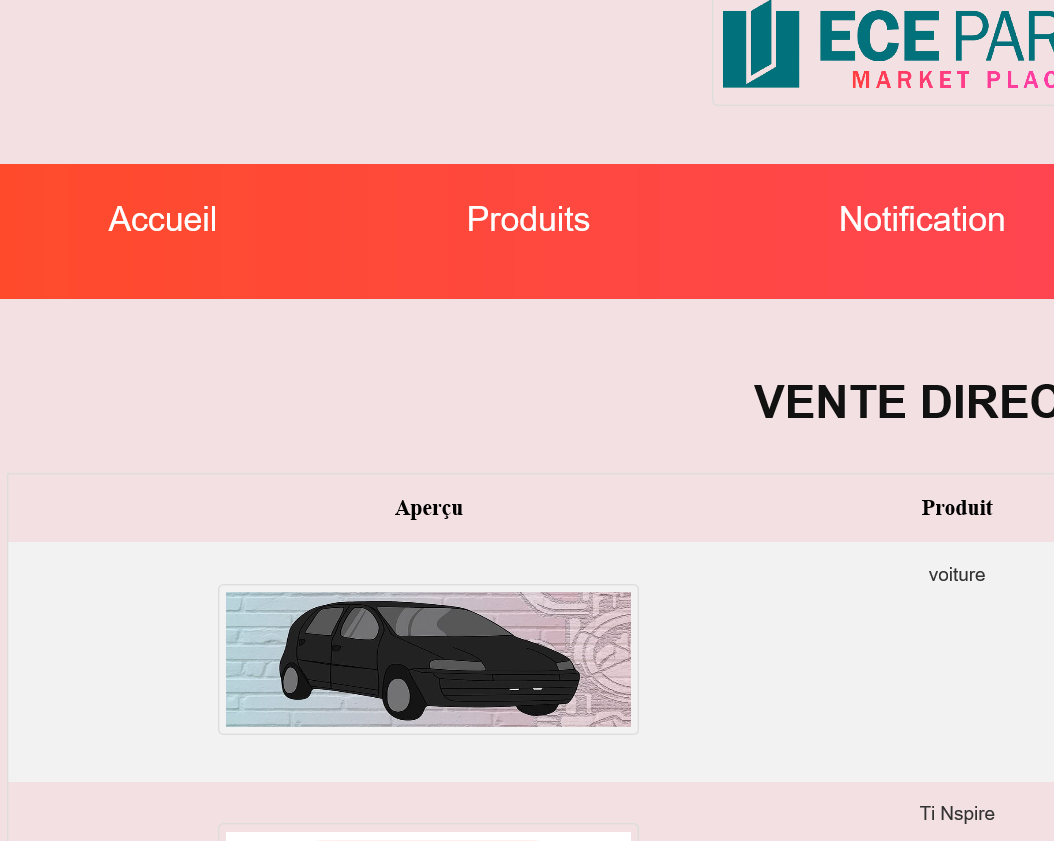 ECE PAR
MARKET PLAC
Accueil
Produits
Notification
VENTE DIREC
Aperçu
Produit
voiture
Ti Nspire